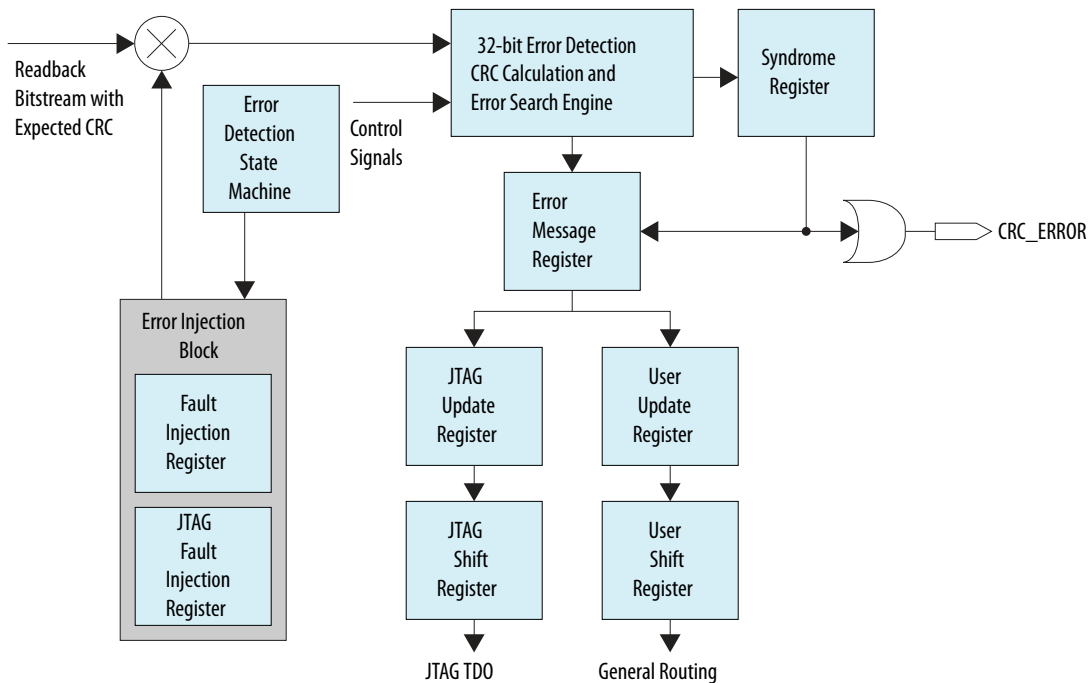 Readback
Bitstream with
Expected CRC
Error
Detection
State
Machine
Control
Signals
32-bit Error Detection
CRC Calculation and
Error Search Engine
Syndrome
Register
Error
Message
Register
CRC_ERROR
Error Injection
Block
Fault
Injection
Register
JTAG
Fault
Injection
Register
JTAG
Update
Register
User
Update
Register
JTAG
Shift
Register
User
Shift
Register
JTAG TDO
General Routing